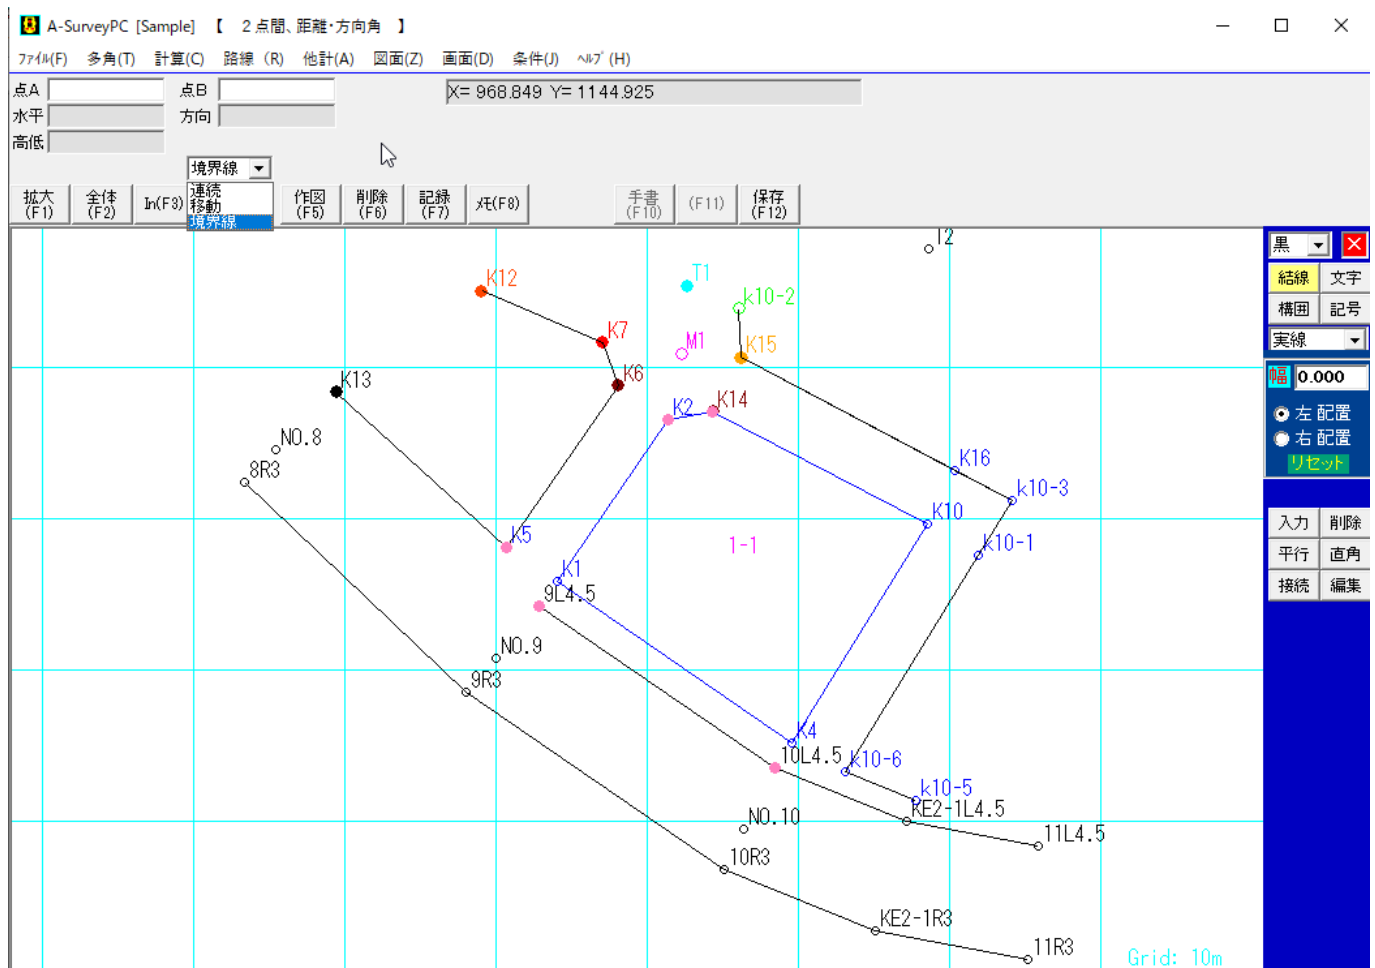 A-SurveyPC [Sample] 【 2点間、距離・方向角 】
ﾌｧｲﾙ(F) 多角(T) 計算(C) 路線 (R) 他計(A) 図面(Z) 画面(D) 条件(J) ﾍﾙﾌﾟ(H)
点A 点B X= 968.849 Y= 1144.925
水平 方向
高低
境界線
連続
移動
境界線
拡大(F1) 全体(F2) In(F3) 作図(F5) 削除(F6) 記録(F7) ﾒﾓ(F8) 手書(F10) (F11) 保存(F12)
黒
結線 文字
構囲 記号
実線
幅 0.000
左 配置
右 配置
リセット
入力 削除
平行 直角
接続 編集
T2
K12
T1
k10-2
K7
M1
K15
K13
K6
K2
K14
NO.8
8R3
K16
k10-3
K10
K5
1-1
k10-1
K1
9L4.5
NO.9
9R3
K4
10L4.5
k10-6
k10-5
KE2-1L4.5
NO.10
11L4.5
10R3
KE2-1R3
11R3
Grid: 10m